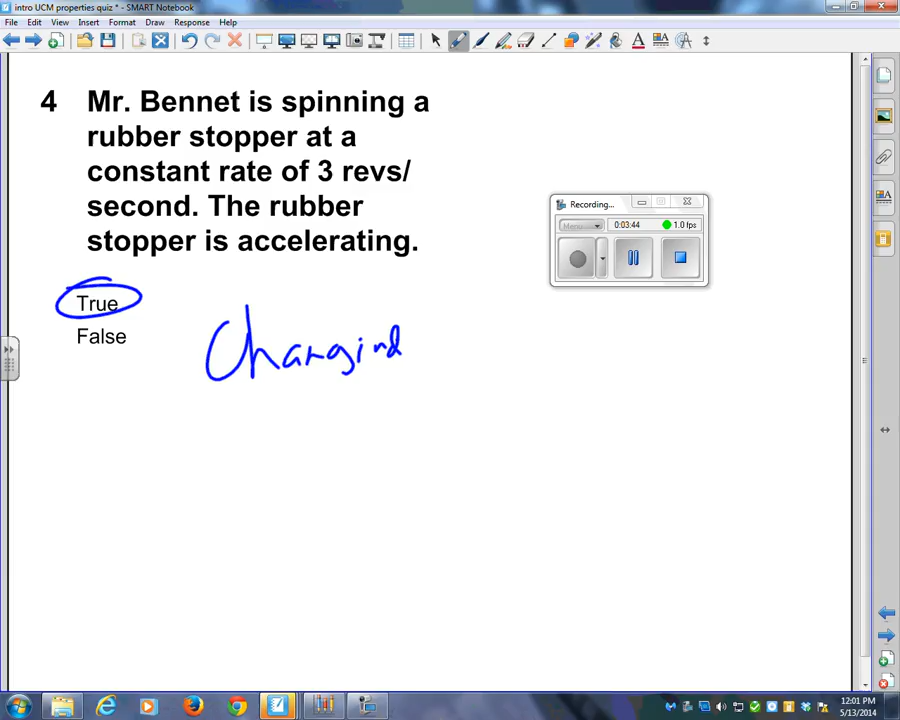 intro UCM properties quiz * - SMART Notebook
File Edit View Insert Format Draw Response Help
4 Mr. Bennet is spinning a
rubber stopper at a
constant rate of 3 revs/
second. The rubber
stopper is accelerating.
Recording...
Menu
0:03:44
1.0 fps
True
False
Changind
12:01 PM
5/13/2014